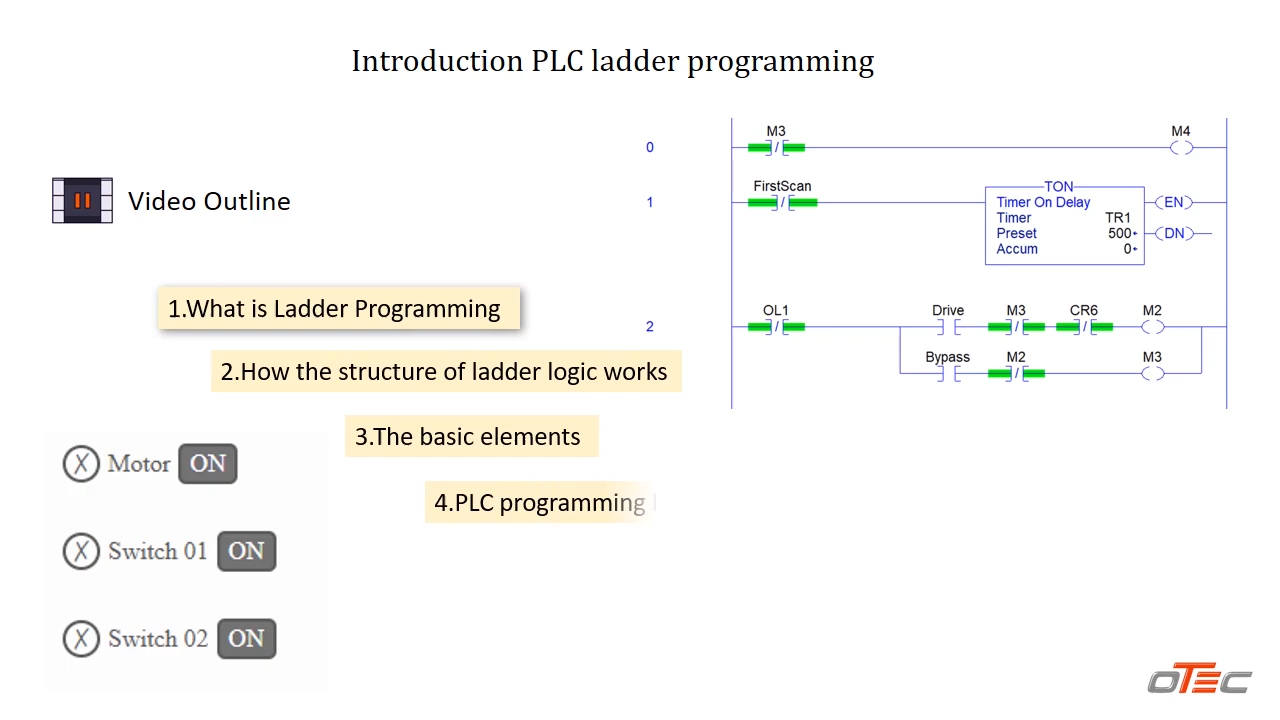 Introduction PLC ladder programming
Video Outline
1.What is Ladder Programming
2.How the structure of ladder logic works
3.The basic elements
4.PLC programming
X Motor ON
X Switch 01 ON
X Switch 02 ON
0
M3
M4
1
FirstScan
TON
Timer On Delay
EN
Timer TR1
Preset 500
DN
Accum 0
2
OL1
Drive M3 CR6 M2
Bypass M2 M3
OTEC